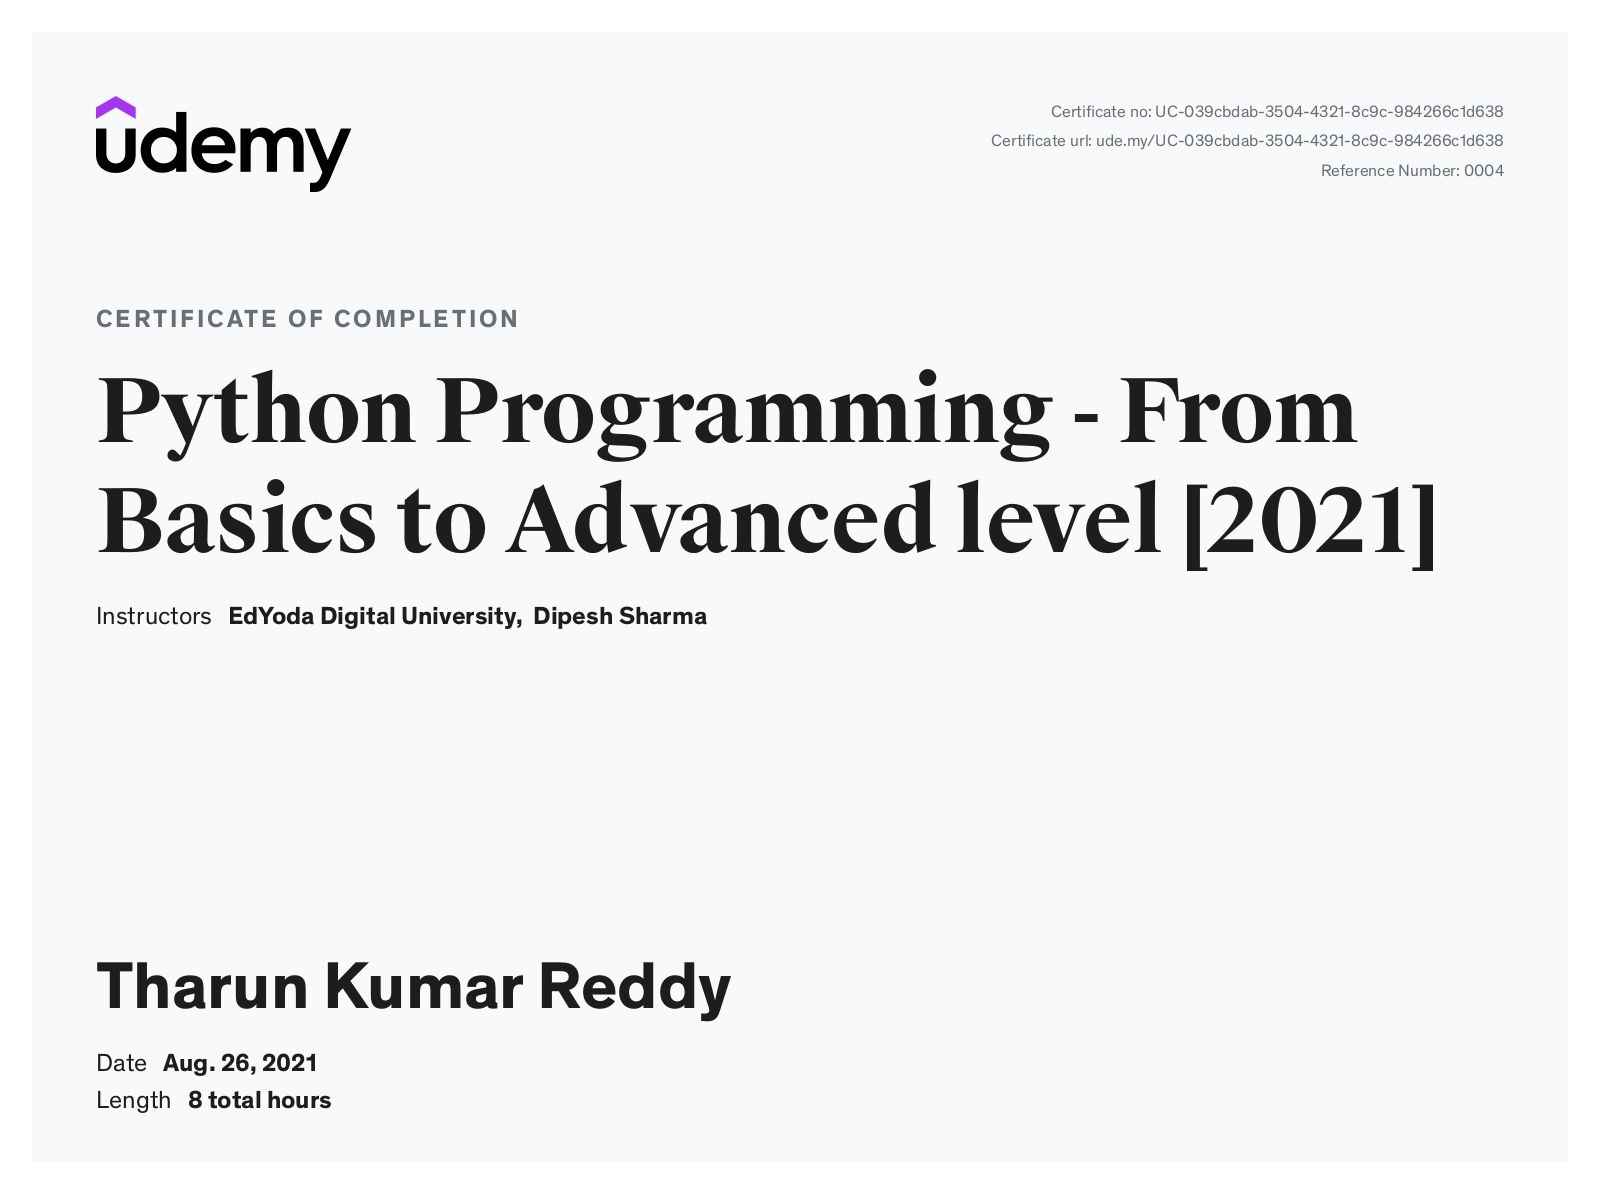 udemy
Certificate no: UC-039cbdab-3504-4321-8c9c-984266c1d638
Certificate url: ude.my/UC-039cbdab-3504-4321-8c9c-984266c1d638
Reference Number: 0004
CERTIFICATE OF COMPLETION
Python Programming - From
Basics to Advanced level [2021]
Instructors EdYoda Digital University, Dipesh Sharma
Tharun Kumar Reddy
Date Aug. 26, 2021
Length 8 total hours